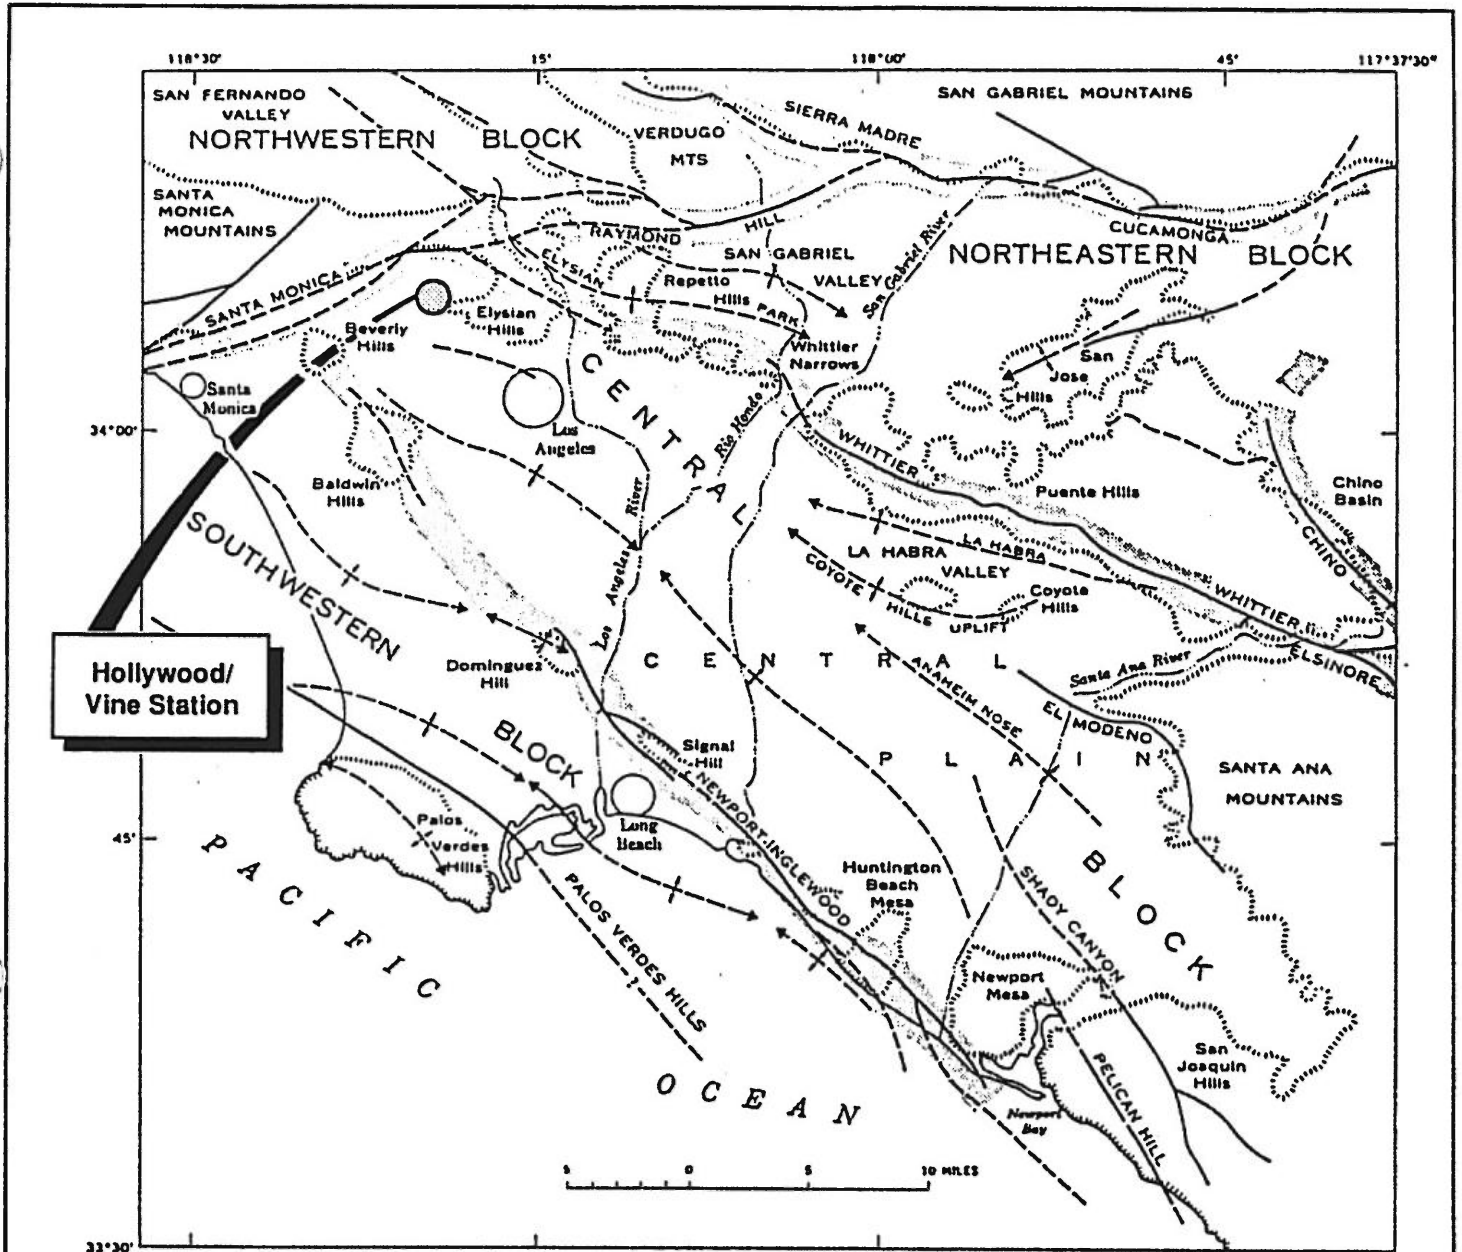 118°30'
15'
118°00'
45'
117°37'30"
SAN FERNANDO
VALLEY
NORTHWESTERN BLOCK
VERDUGO
MTS
SIERRA MADRE
SAN GABRIEL MOUNTAINS
SANTA
MONICA
MOUNTAINS
RAYMOND
HILL
CUCAMONGA
SAN GABRIEL
VALLEY
San Gabriel River
NORTHEASTERN BLOCK
SANTA MONICA
ELYSIAN
PARK
Repetto
Hills
Elysian
Hills
Beverly
Hills
Whittier
Narrows
San
Jose
Hills
Santa
Monica
Los
Angeles
CENTRAL
Rio Hondo
34°00'
WHITTIER
Puente Hills
Chino
Basin
Baldwin
Hills
CHINO
LA HABRA
VALLEY
LA HABRA
Los Angeles River
COYOTE
HILLS
UPLIFT
Coyote
Hills
WHITTIER
SOUTHWESTERN
BLOCK
Hollywood/
Vine Station
Dominguez
Hill
CENTRAL
Santa Ana River
ELSINORE
ANAHEIM NOSE
EL MODENO
Signal
Hill
PLAIN
SANTA ANA
MOUNTAINS
NEWPORT-INGLEWOOD
45'
Palos
Verdes
Hills
Long
Beach
BLOCK
Huntington
Beach
Mesa
PALOS VERDES HILLS
?
SHADY CANYON
Newport
Mesa
PACIFIC
OCEAN
San
Joaquin
Hills
PELICAN HILL
Newport
Bay
5 0 5 10 MILES
33°30'